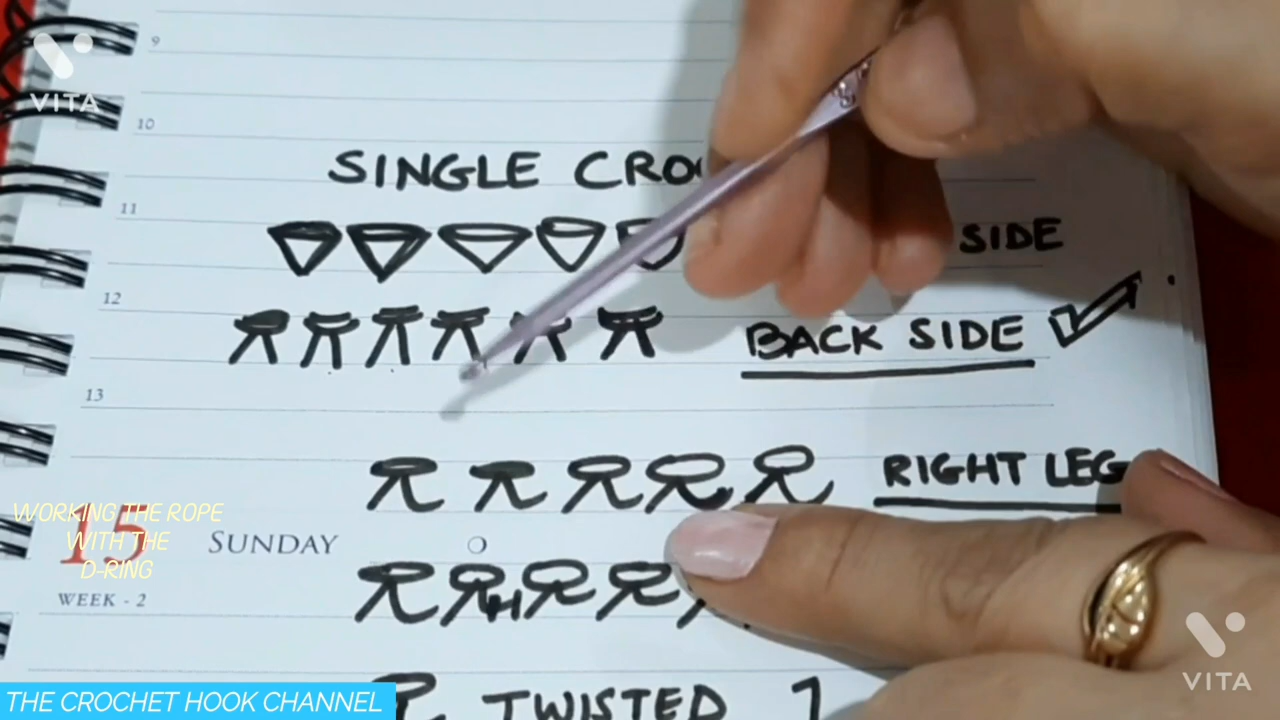 9
VITA
10
SINGLE CRO
11
SIDE
12
BACK SIDE
13
RIGHT LEG
WORKING THE ROPE
WITH THE
D-RING
15 SUNDAY
WEEK - 2
VITA
THE CROCHET HOOK CHANNEL
TWISTED